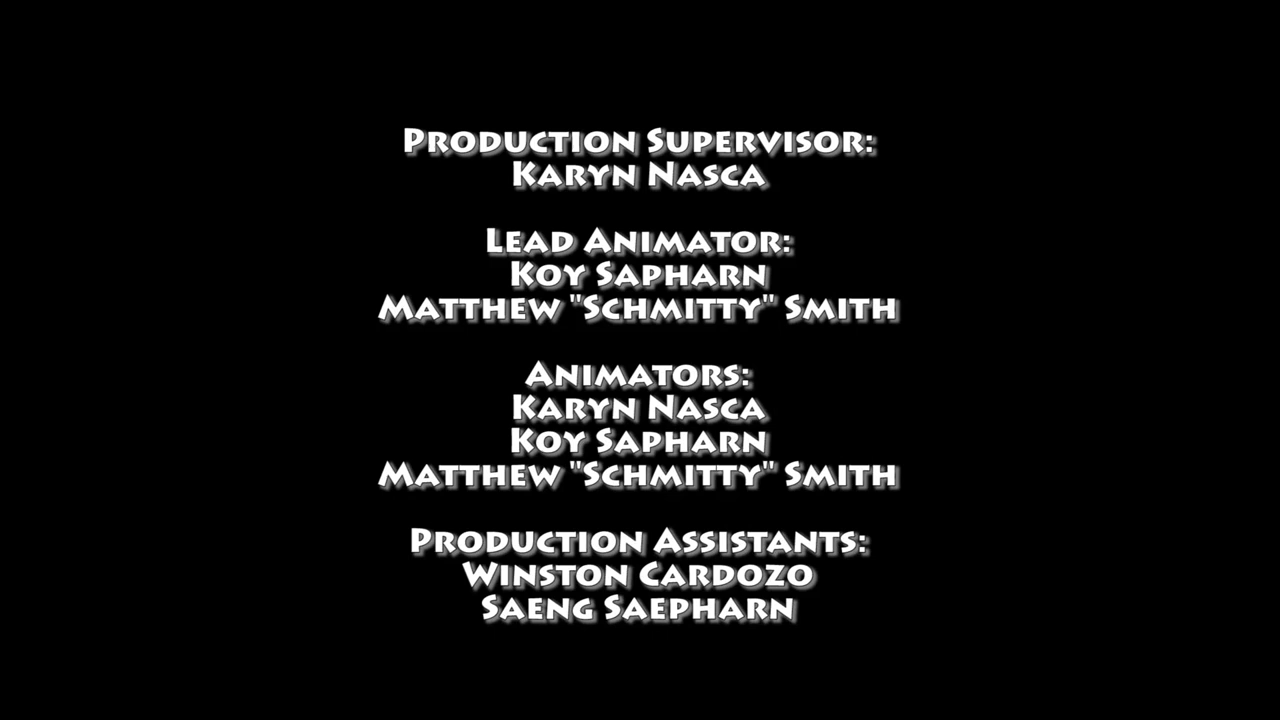 Production Supervisor:
Karyn Nasca
Lead Animator:
Koy Sapharn
Matthew "Schmitty" Smith
Animators:
Karyn Nasca
Koy Sapharn
Matthew "Schmitty" Smith
Production Assistants:
Winston Cardozo
Saeng Saepharn